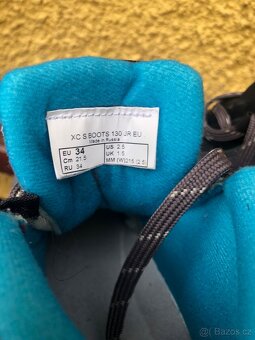 XC S BOOTS 130 JR EU
Made in Russia
EU 34 US 2.5
Cm 21.5 UK 1.5
RU 34 MM (W)215 (2.5)
Bazos.cz